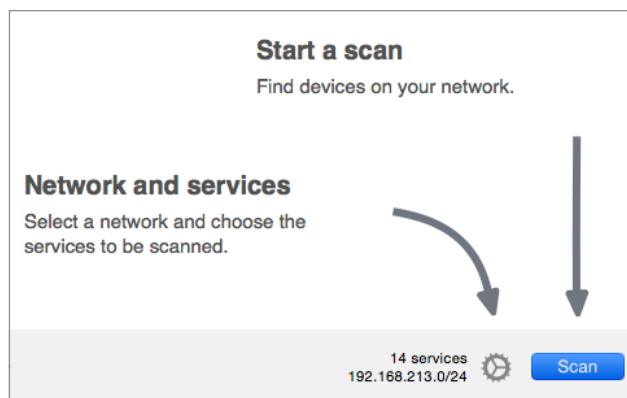 Start a scan
Find devices on your network.
Network and services
Select a network and choose the
services to be scanned.
14 services
192.168.213.0/24
Scan